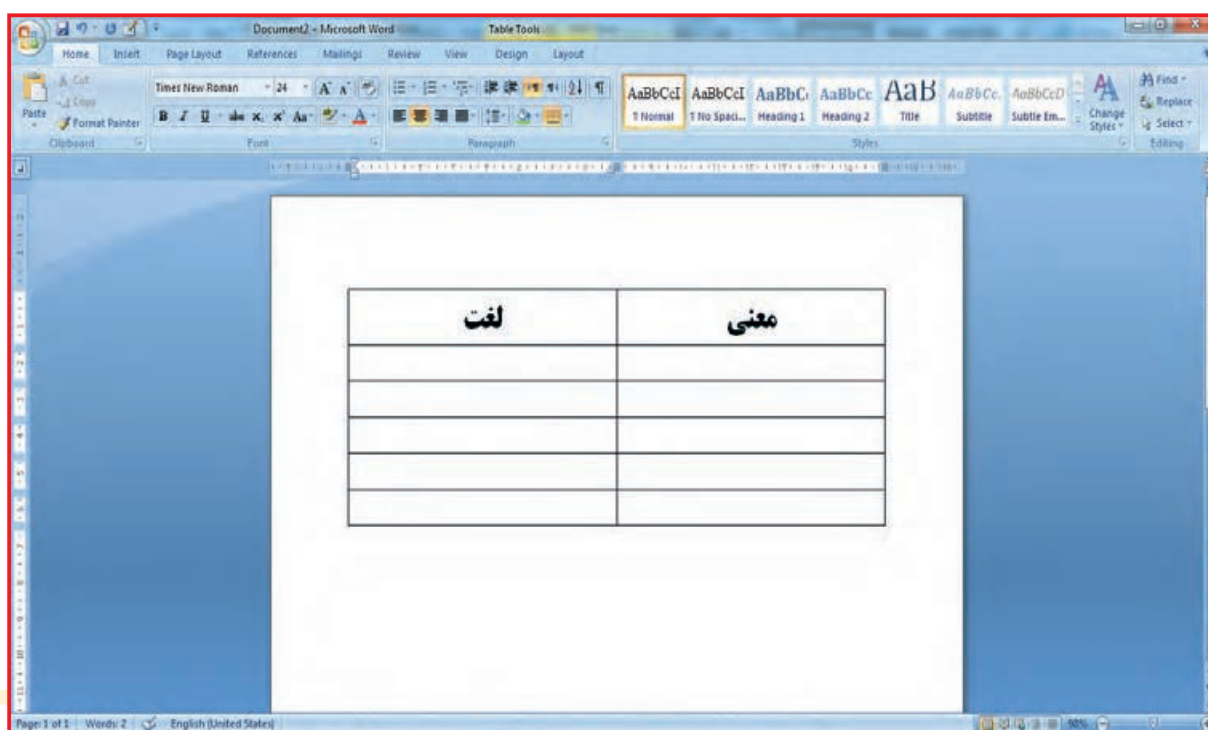 Document2 - Microsoft Word
Table Tools
Home Insert Page Layout References Mailings Review View Design Layout
Paste
Cut
Copy
Format Painter
Clipboard
Times New Roman 24
Font
Paragraph
AaBbCcI AaBbCcI AaBbC AaBbCc AaB AaBbCc. AaBbCcD
¶ Normal ¶ No Spaci... Heading 1 Heading 2 Title Subtitle Subtle Em...
Change Styles
Styles
Find
Replace
Select
Editing
لغت معنی
Page: 1 of 1 Words: 2 English (United States) 98%